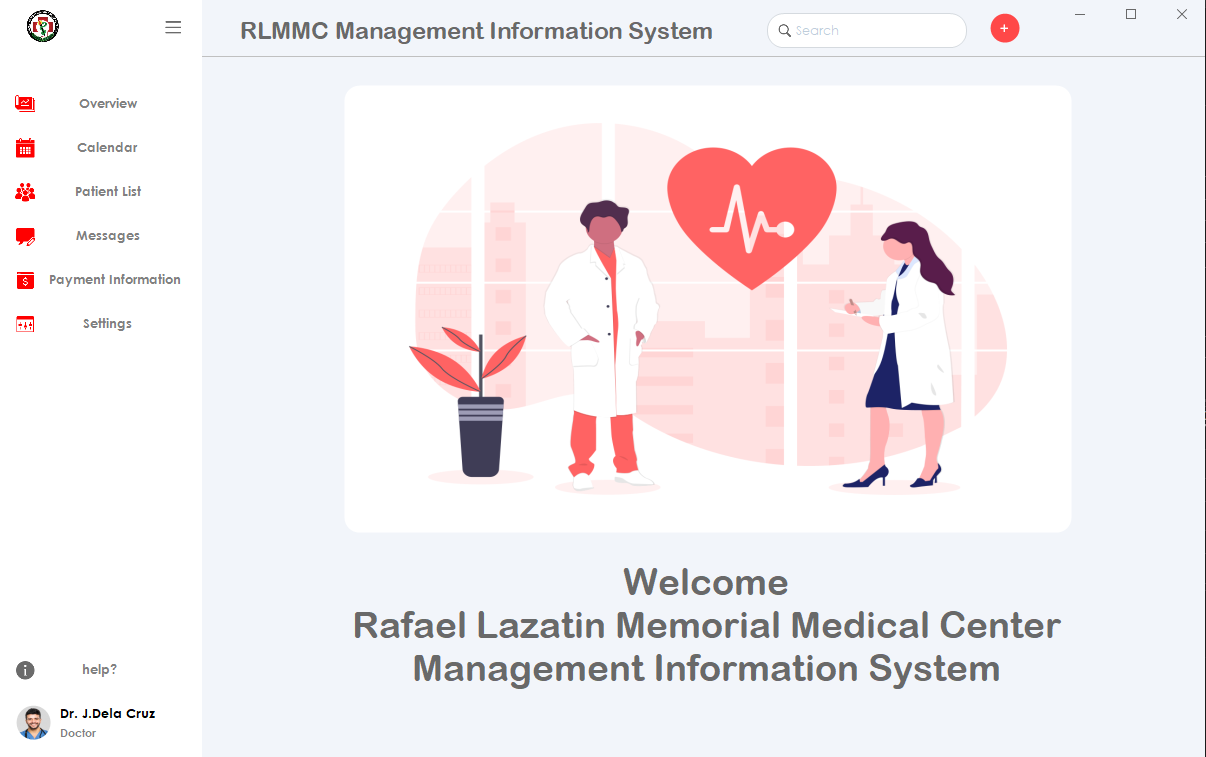 RLMMC Management Information System
Search
Overview
Calendar
Patient List
Messages
Payment Information
Settings
Welcome
Rafael Lazatin Memorial Medical Center
Management Information System
help?
Dr. J.Dela Cruz
Doctor